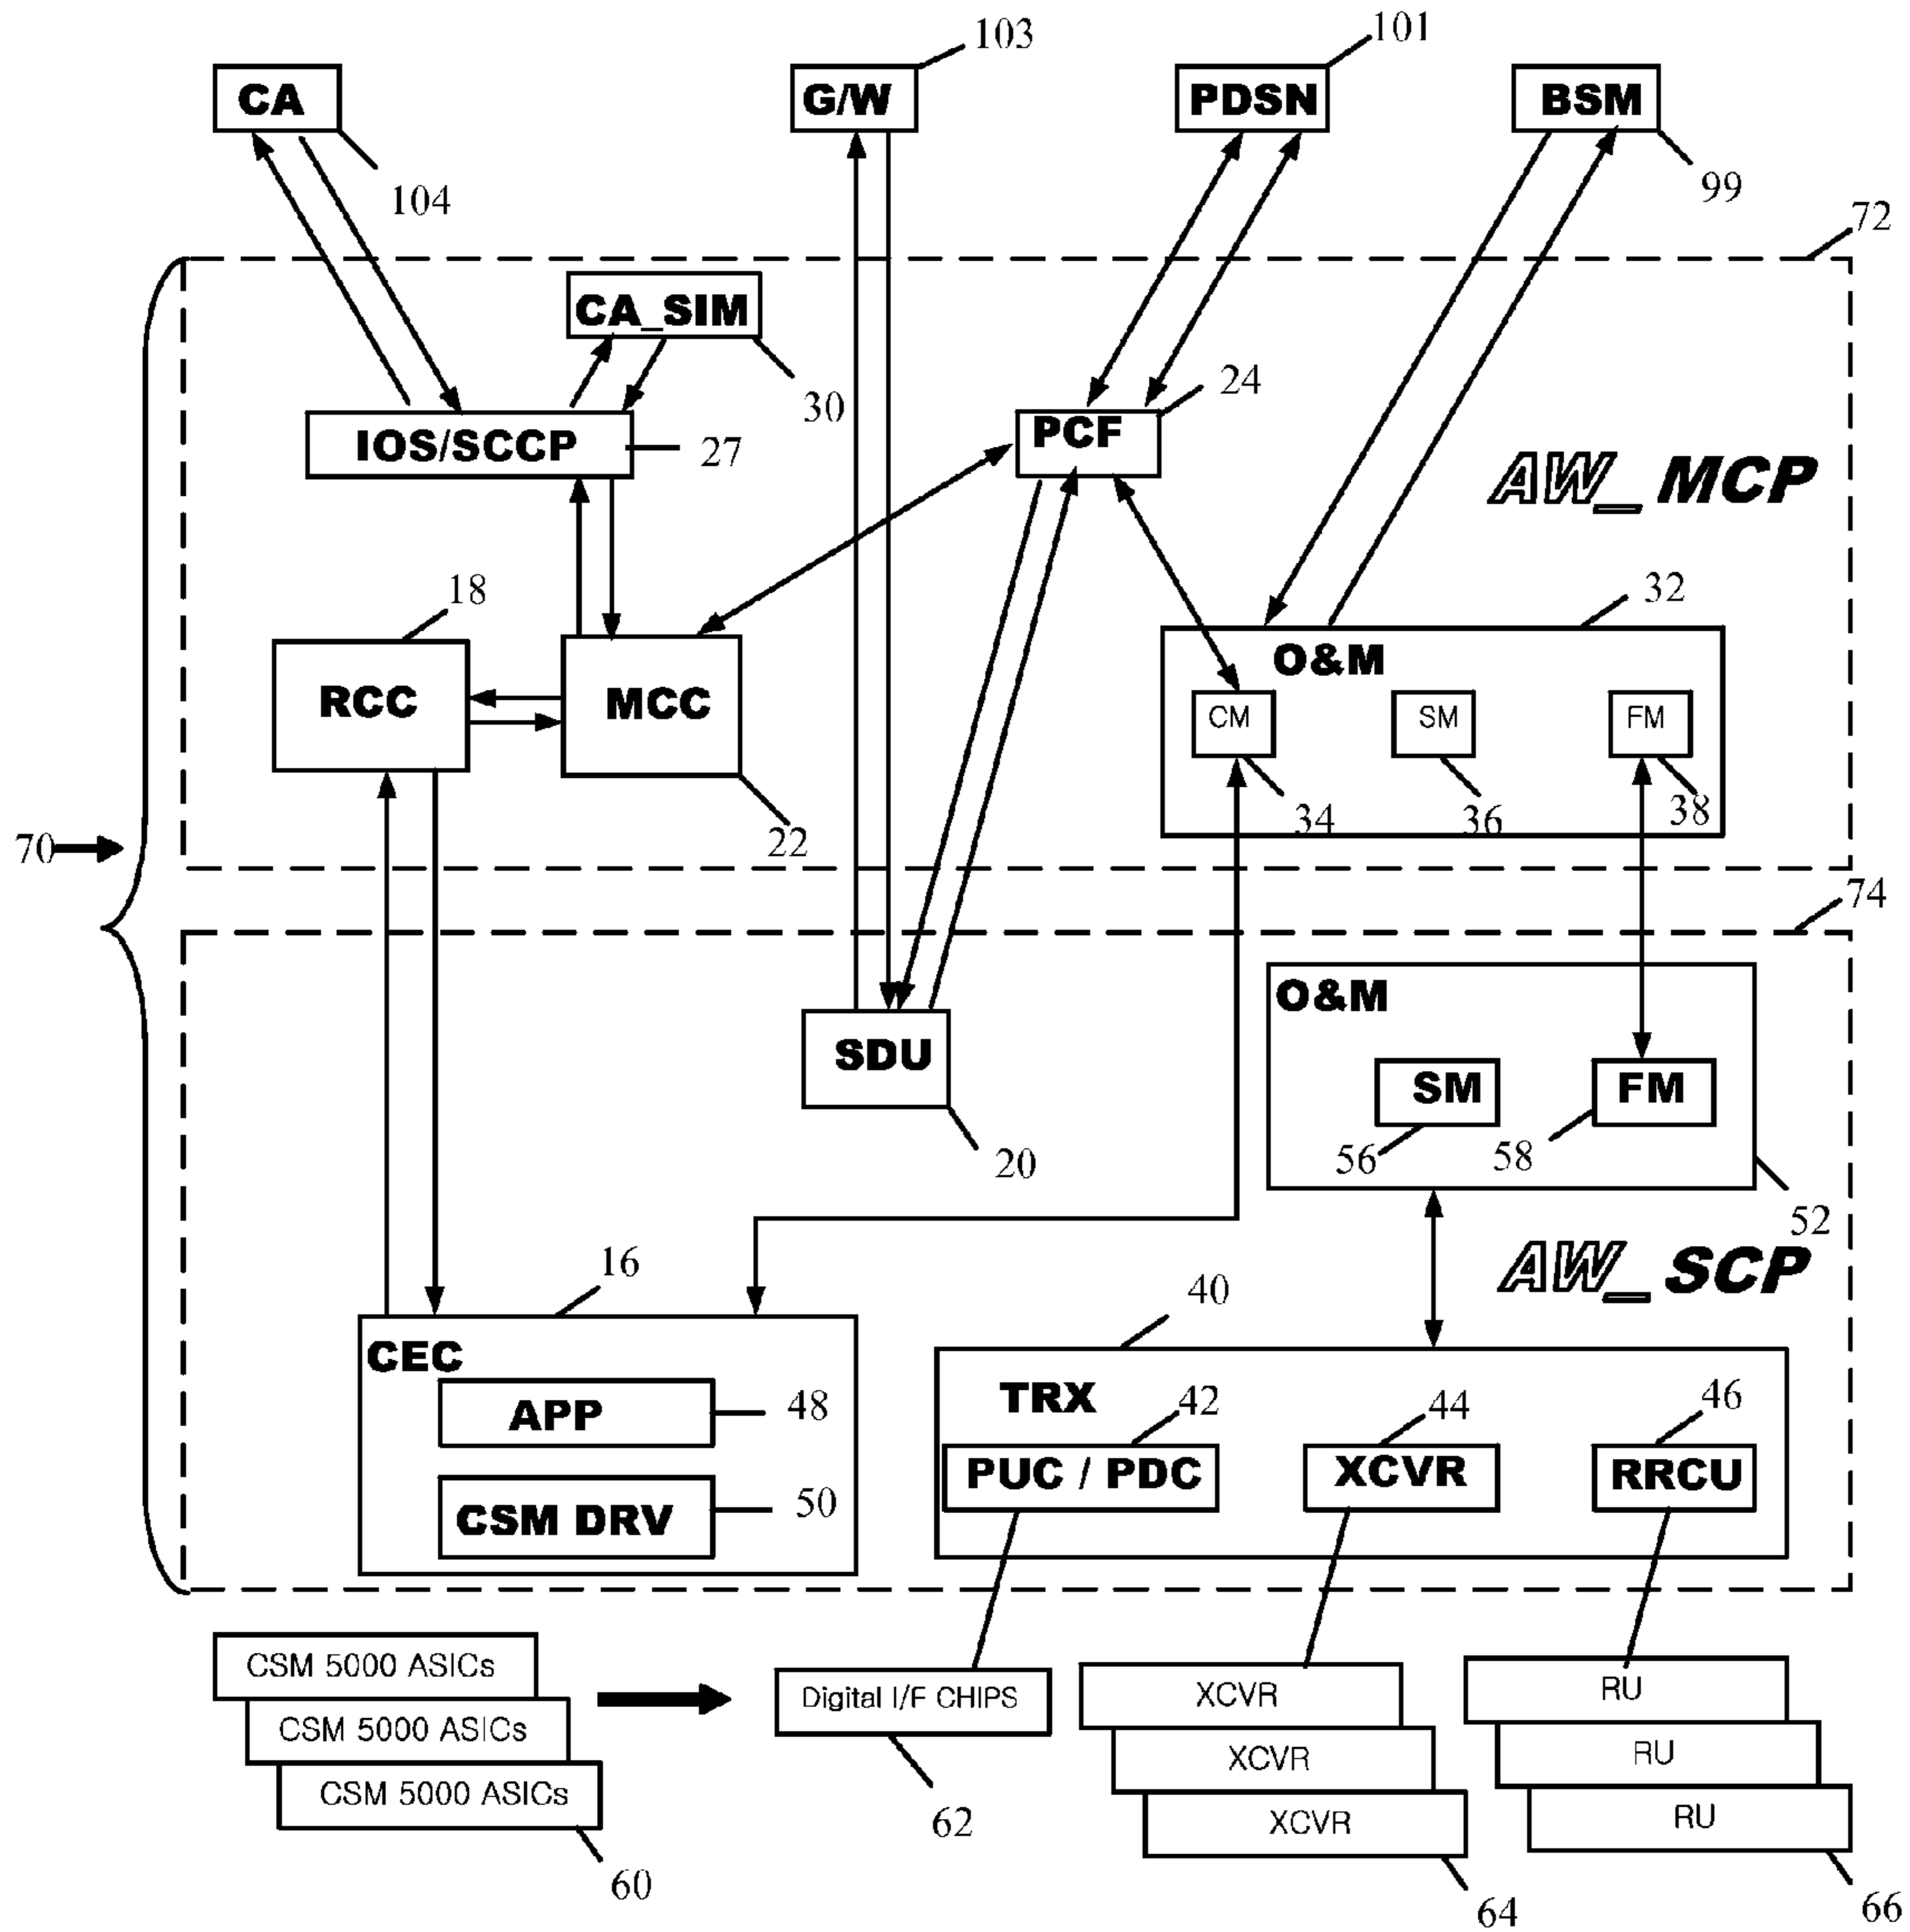 103
101
CA
G/W
PDSN
BSM
104
99
72
CA_SIM
30
24
IOS/SCCP
27
PCF
AW_MCP
18
32
RCC
MCC
O&M
CM
SM
FM
34
36
38
22
70
74
O&M
SDU
SM
FM
56
58
20
52
16
AW_SCP
40
CEC
TRX
APP
48
42
44
46
PUC / PDC
XCVR
RRCU
CSM DRV
50
CSM 5000 ASICs
CSM 5000 ASICs
CSM 5000 ASICs
Digital I/F CHIPS
XCVR
XCVR
XCVR
RU
RU
RU
60
62
64
66